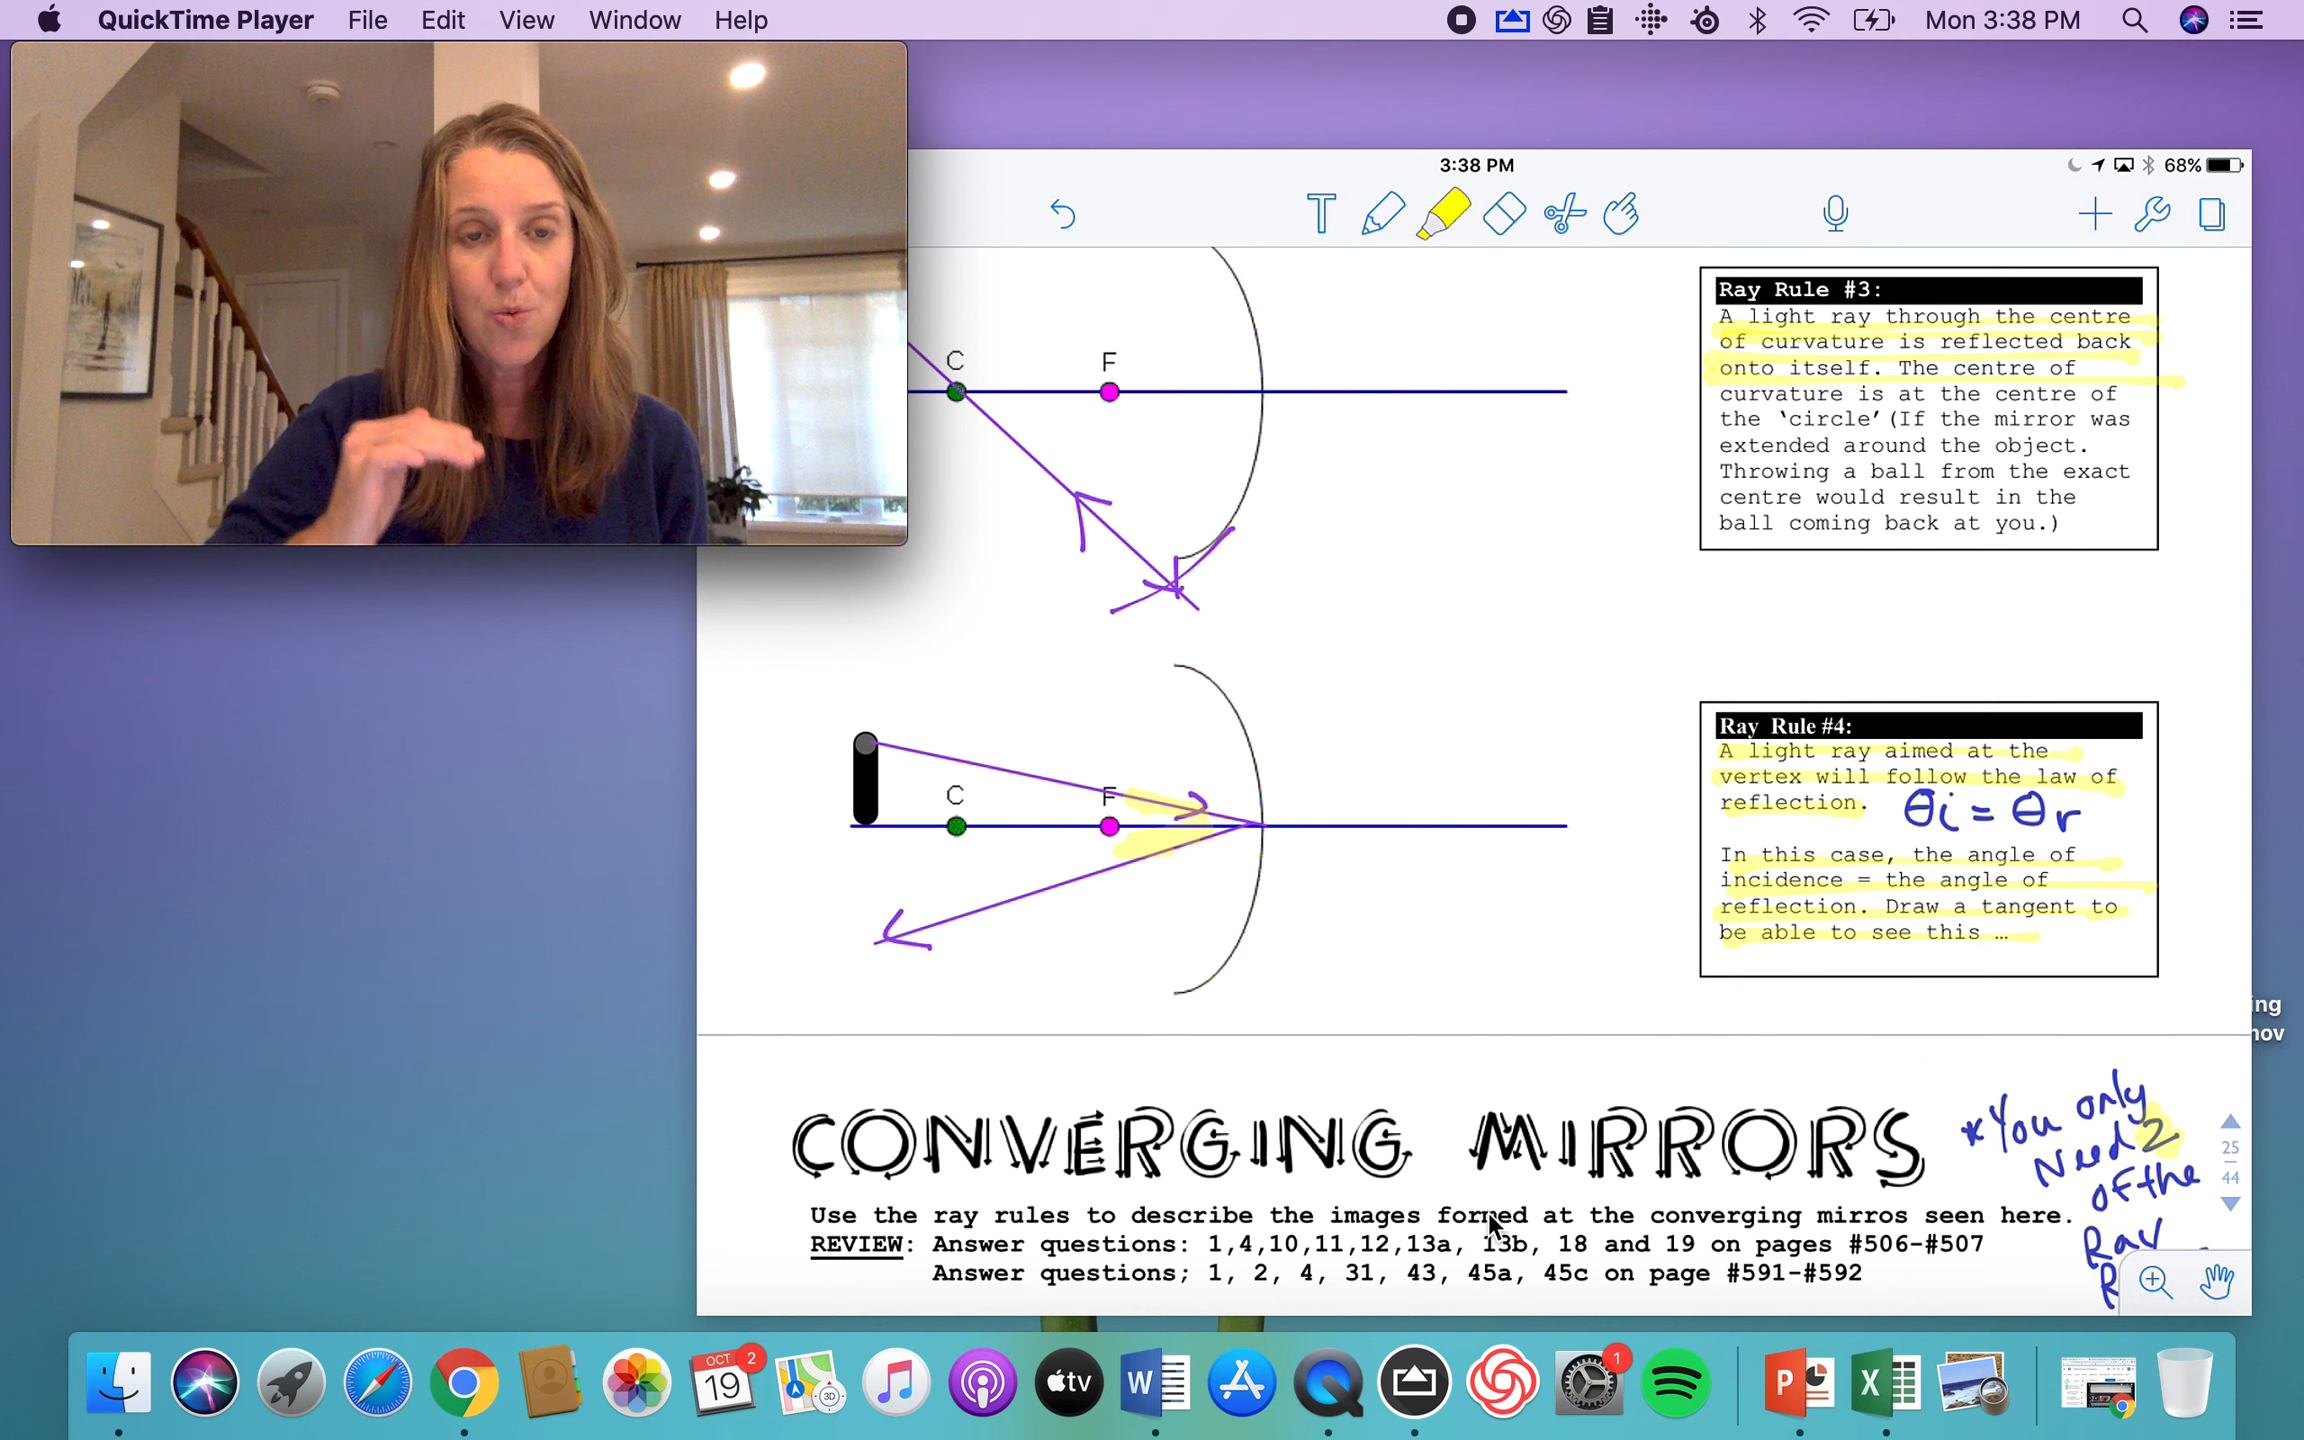 QuickTime Player File Edit View Window Help
Mon 3:38 PM
3:38 PM
68%
T
C F
Ray Rule #3:
A light ray through the centre
of curvature is reflected back
onto itself. The centre of
curvature is at the centre of
the ‘circle’(If the mirror was
extended around the object.
Throwing a ball from the exact
centre would result in the
ball coming back at you.)
C F
Ray Rule #4:
A light ray aimed at the
vertex will follow the law of
reflection. θi = θr
In this case, the angle of
incidence = the angle of
reflection. Draw a tangent to
be able to see this …
ing
mov
CONVERGING MIRRORS
*You only
Need 2
of the
Ray
R
25
44
Use the ray rules to describe the images formed at the converging mirros seen here.
REVIEW: Answer questions: 1,4,10,11,12,13a, 13b, 18 and 19 on pages #506-#507
Answer questions; 1, 2, 4, 31, 43, 45a, 45c on page #591-#592
OCT 2
19
3D
tv
W
1
P
X